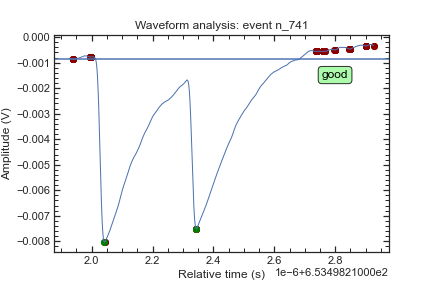 Waveform analysis: event n_741
Amplitude (V)
0.000
−0.001
−0.002
−0.003
−0.004
−0.005
−0.006
−0.007
−0.008
good
2.0 2.2 2.4 2.6 2.8
Relative time (s) 1e−6+6.5349821000e2